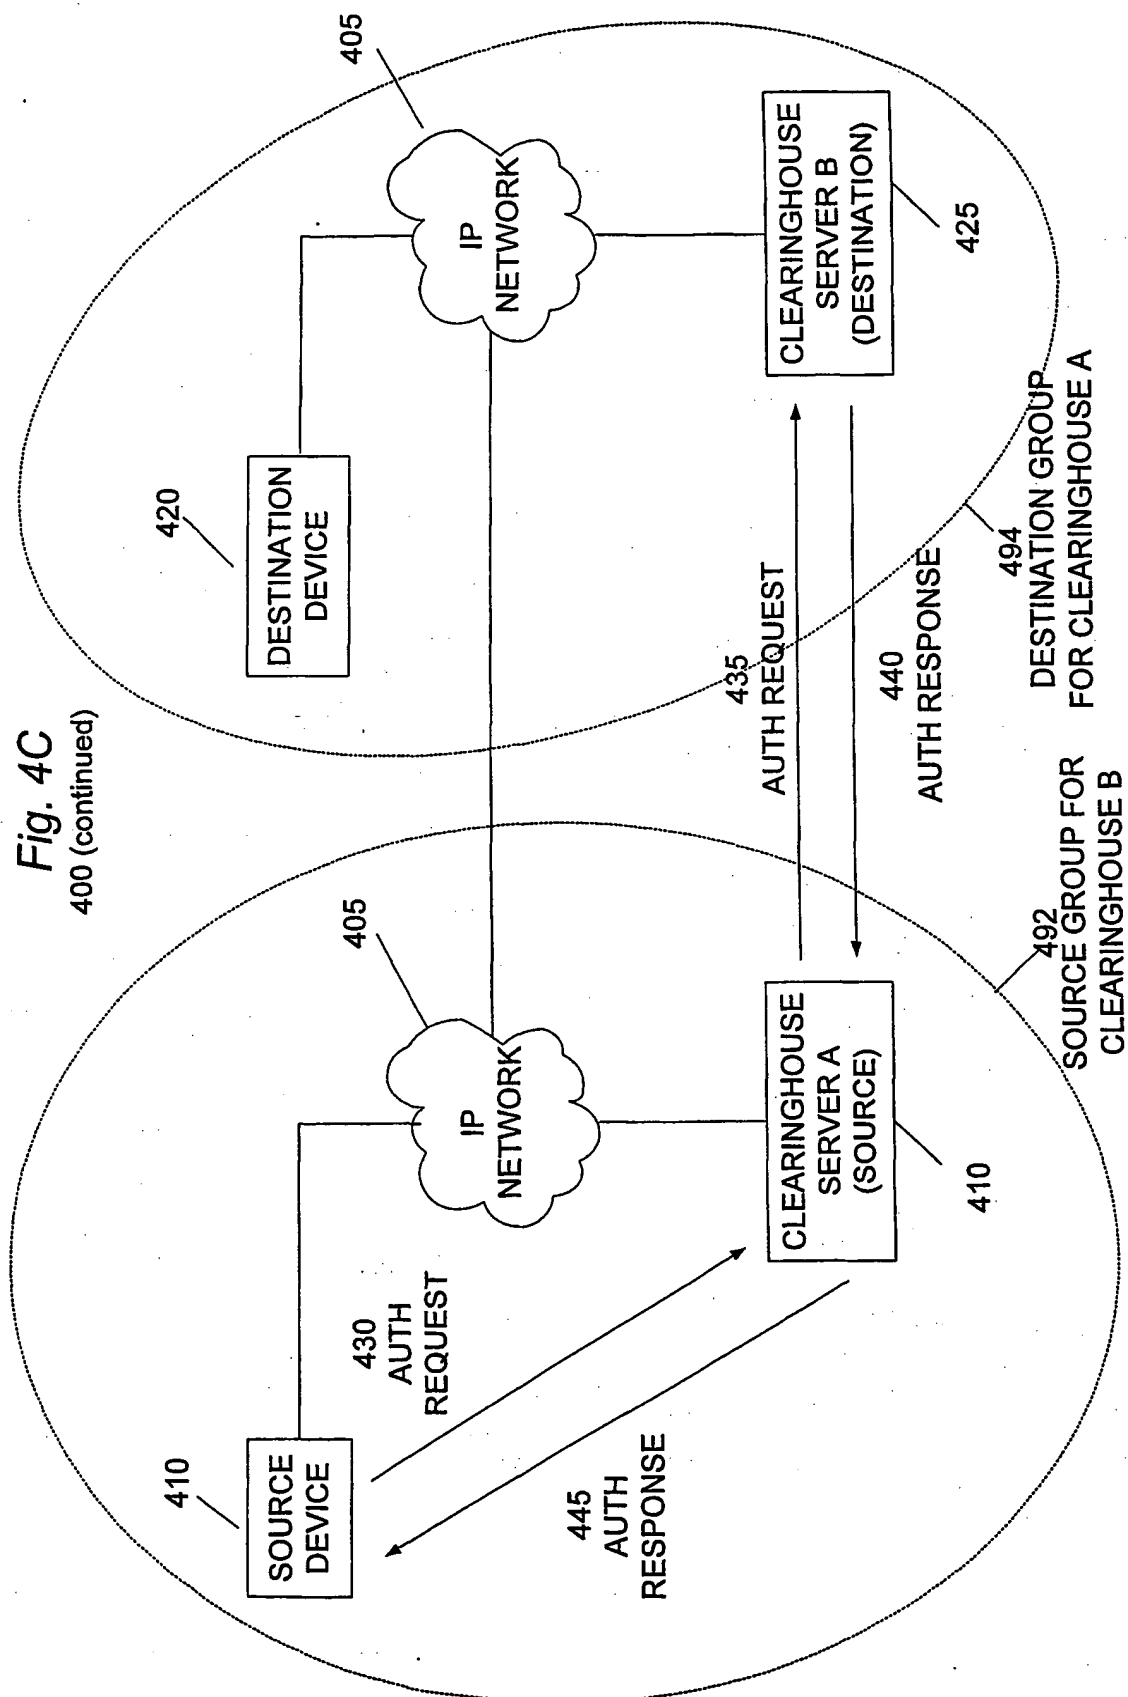 Fig. 4C
400 (continued)
410
SOURCE
DEVICE
430
AUTH
REQUEST
445
AUTH
RESPONSE
405
IP
NETWORK
CLEARINGHOUSE
SERVER A
(SOURCE)
410
492
SOURCE GROUP FOR
CLEARINGHOUSE B
420
DESTINATION
DEVICE
405
IP
NETWORK
435
AUTH REQUEST
440
AUTH RESPONSE
CLEARINGHOUSE
SERVER B
(DESTINATION)
425
494
DESTINATION GROUP
FOR CLEARINGHOUSE A